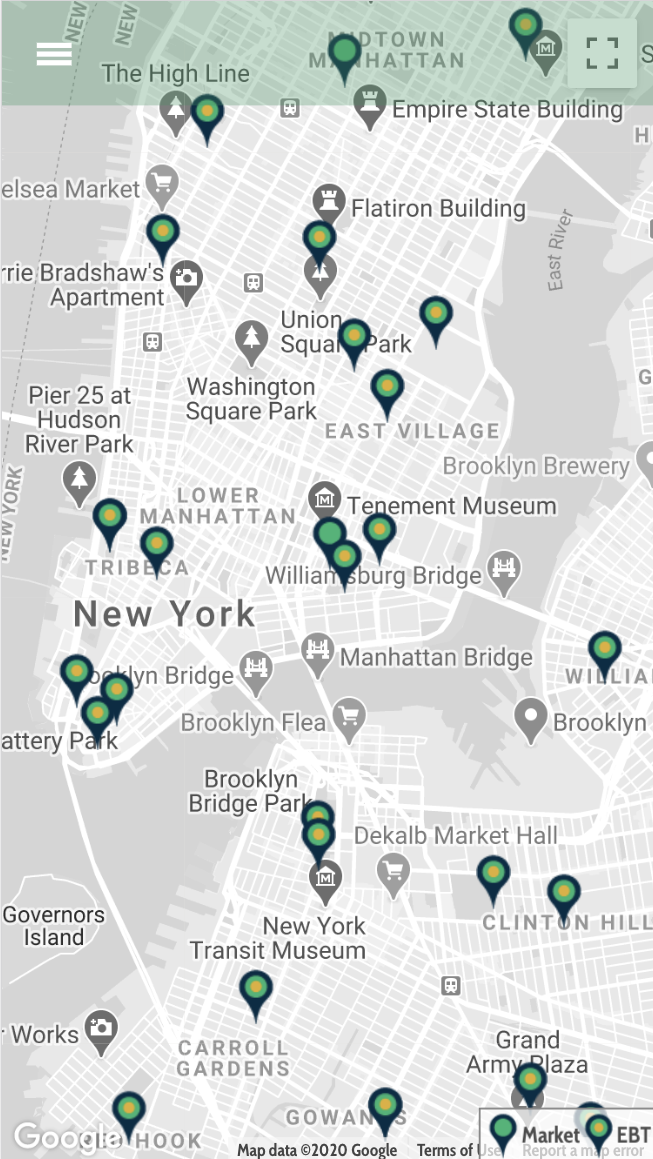 NEW
NEW
MIDTOWN
MANHATTAN
S
The High Line
Empire State Building
H
elsea Market
Flatiron Building
East River
rrie Bradshaw's
Apartment
Union
Square Park
Washington
Square Park
G
Pier 25 at
Hudson
River Park
EAST VILLAGE
Brooklyn Brewery
NEW YORK
LOWER
MANHATTAN
Tenement Museum
TRIBECA
Williamsburg Bridge
New York
Manhattan Bridge
ooklyn Bridge
WILLIA
Brooklyn Flea
Brooklyn
attery Park
Brooklyn
Bridge Park
Dekalb Market Hall
Governors
Island
CLINTON HILL
New York
Transit Museum
r Works
Grand
Army Plaza
CARROLL
GARDENS
GOWANUS
Market
EBT
Google
RED HOOK
Map data ©2020 Google
Terms of Use
Report a map error